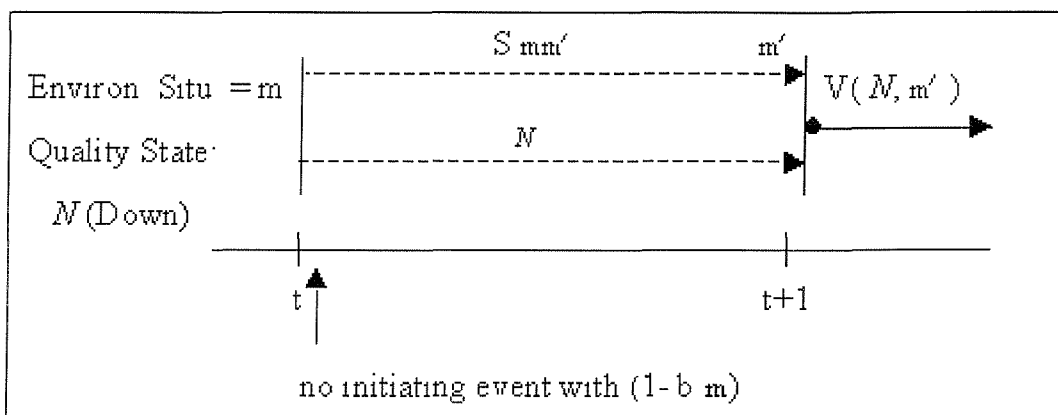 S mm′ m′
Environ Situ = m V( N, m′ )
Quality State· N
N (Down)
t t+1
no initiating event with (1- b m)